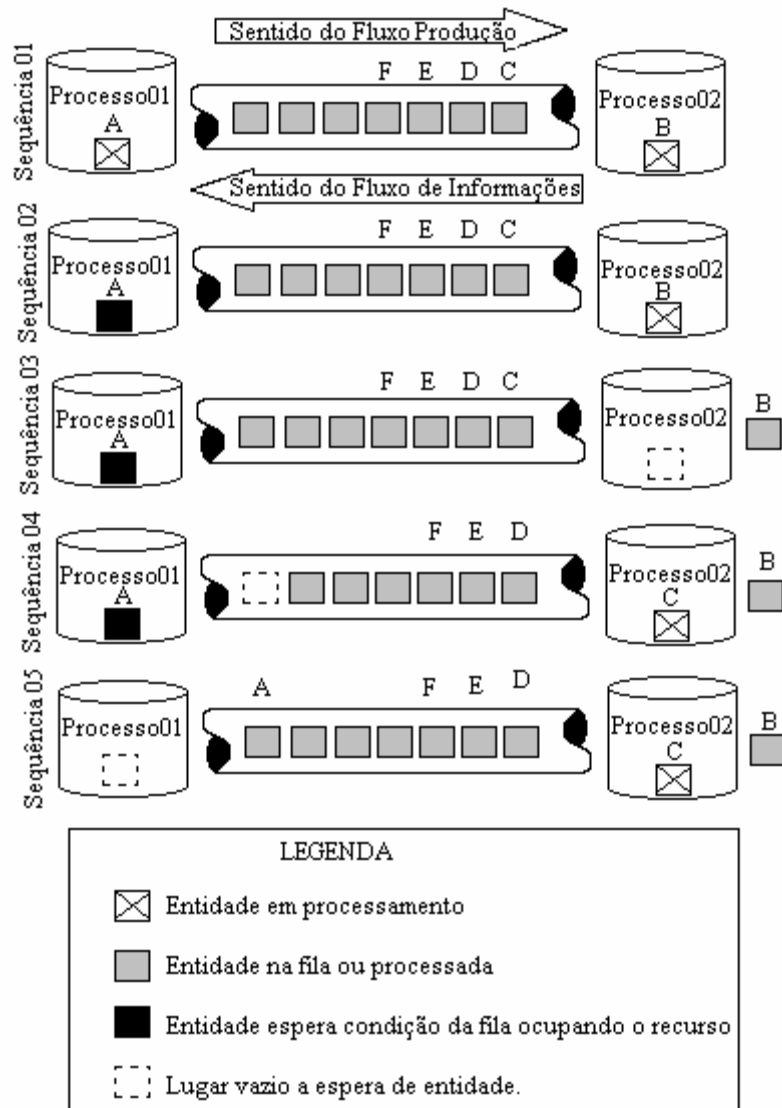 Sentido do Fluxo Produção
Sequência 01
Processo01
A
F E D C
Processo02
B
Sentido do Fluxo de Informações
Sequência 02
Processo01
A
F E D C
Processo02
B
Sequência 03
Processo01
A
F E D C
Processo02
B
Sequência 04
Processo01
A
F E D
Processo02
C
B
Sequência 05
Processo01
A F E D
Processo02
C
B
LEGENDA
Entidade em processamento
Entidade na fila ou processada
Entidade espera condição da fila ocupando o recurso
Lugar vazio a espera de entidade.